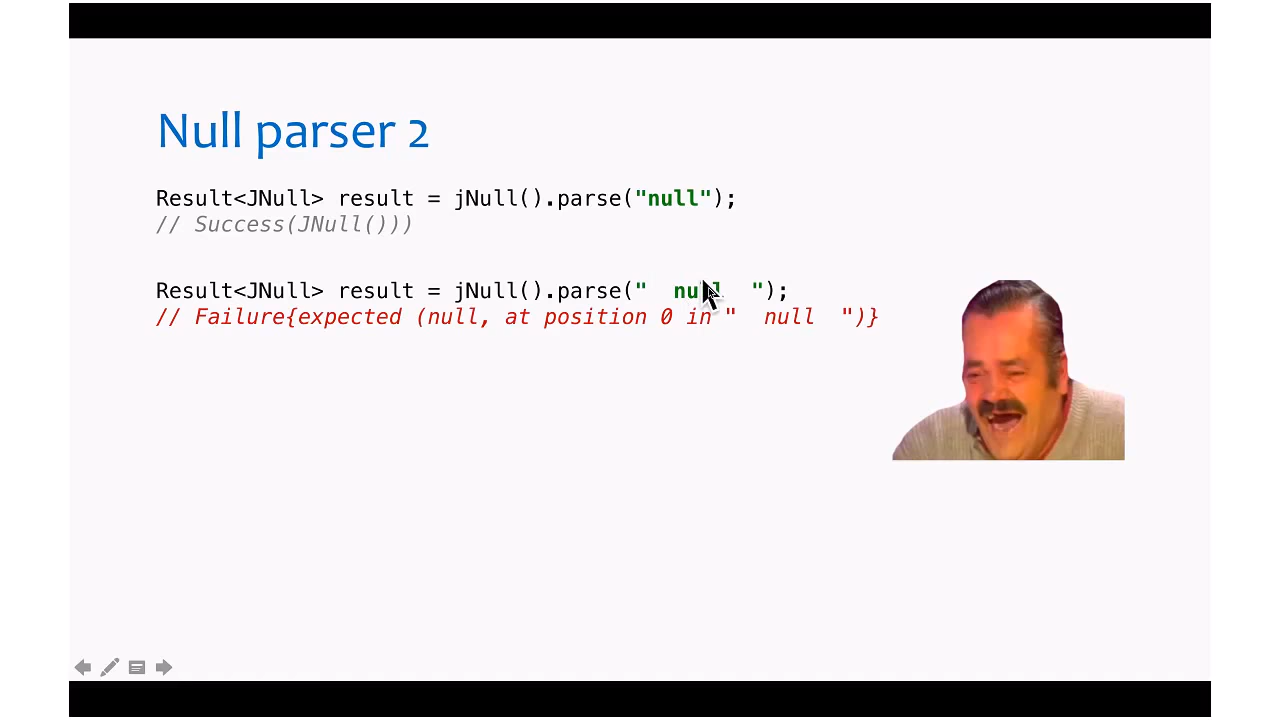 Null parser 2
Result<JNull> result = jNull().parse("null");
// Success(JNull()))
Result<JNull> result = jNull().parse("  null  ");
// Failure{expected (null, at position 0 in "  null  ")}